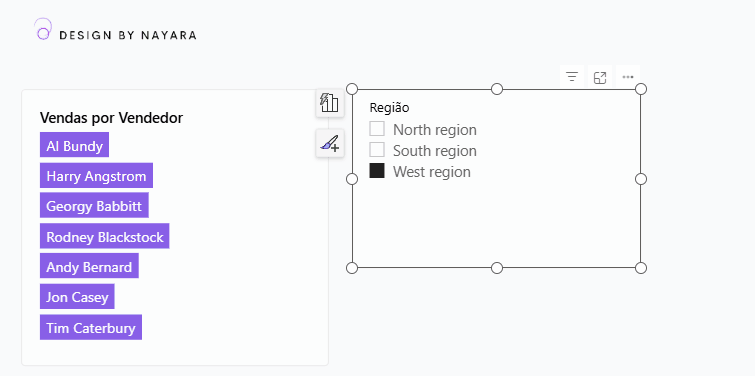 DESIGN BY NAYARA
Vendas por Vendedor
Al Bundy
Harry Angstrom
Georgy Babbitt
Rodney Blackstock
Andy Bernard
Jon Casey
Tim Caterbury
Região
North region
South region
West region